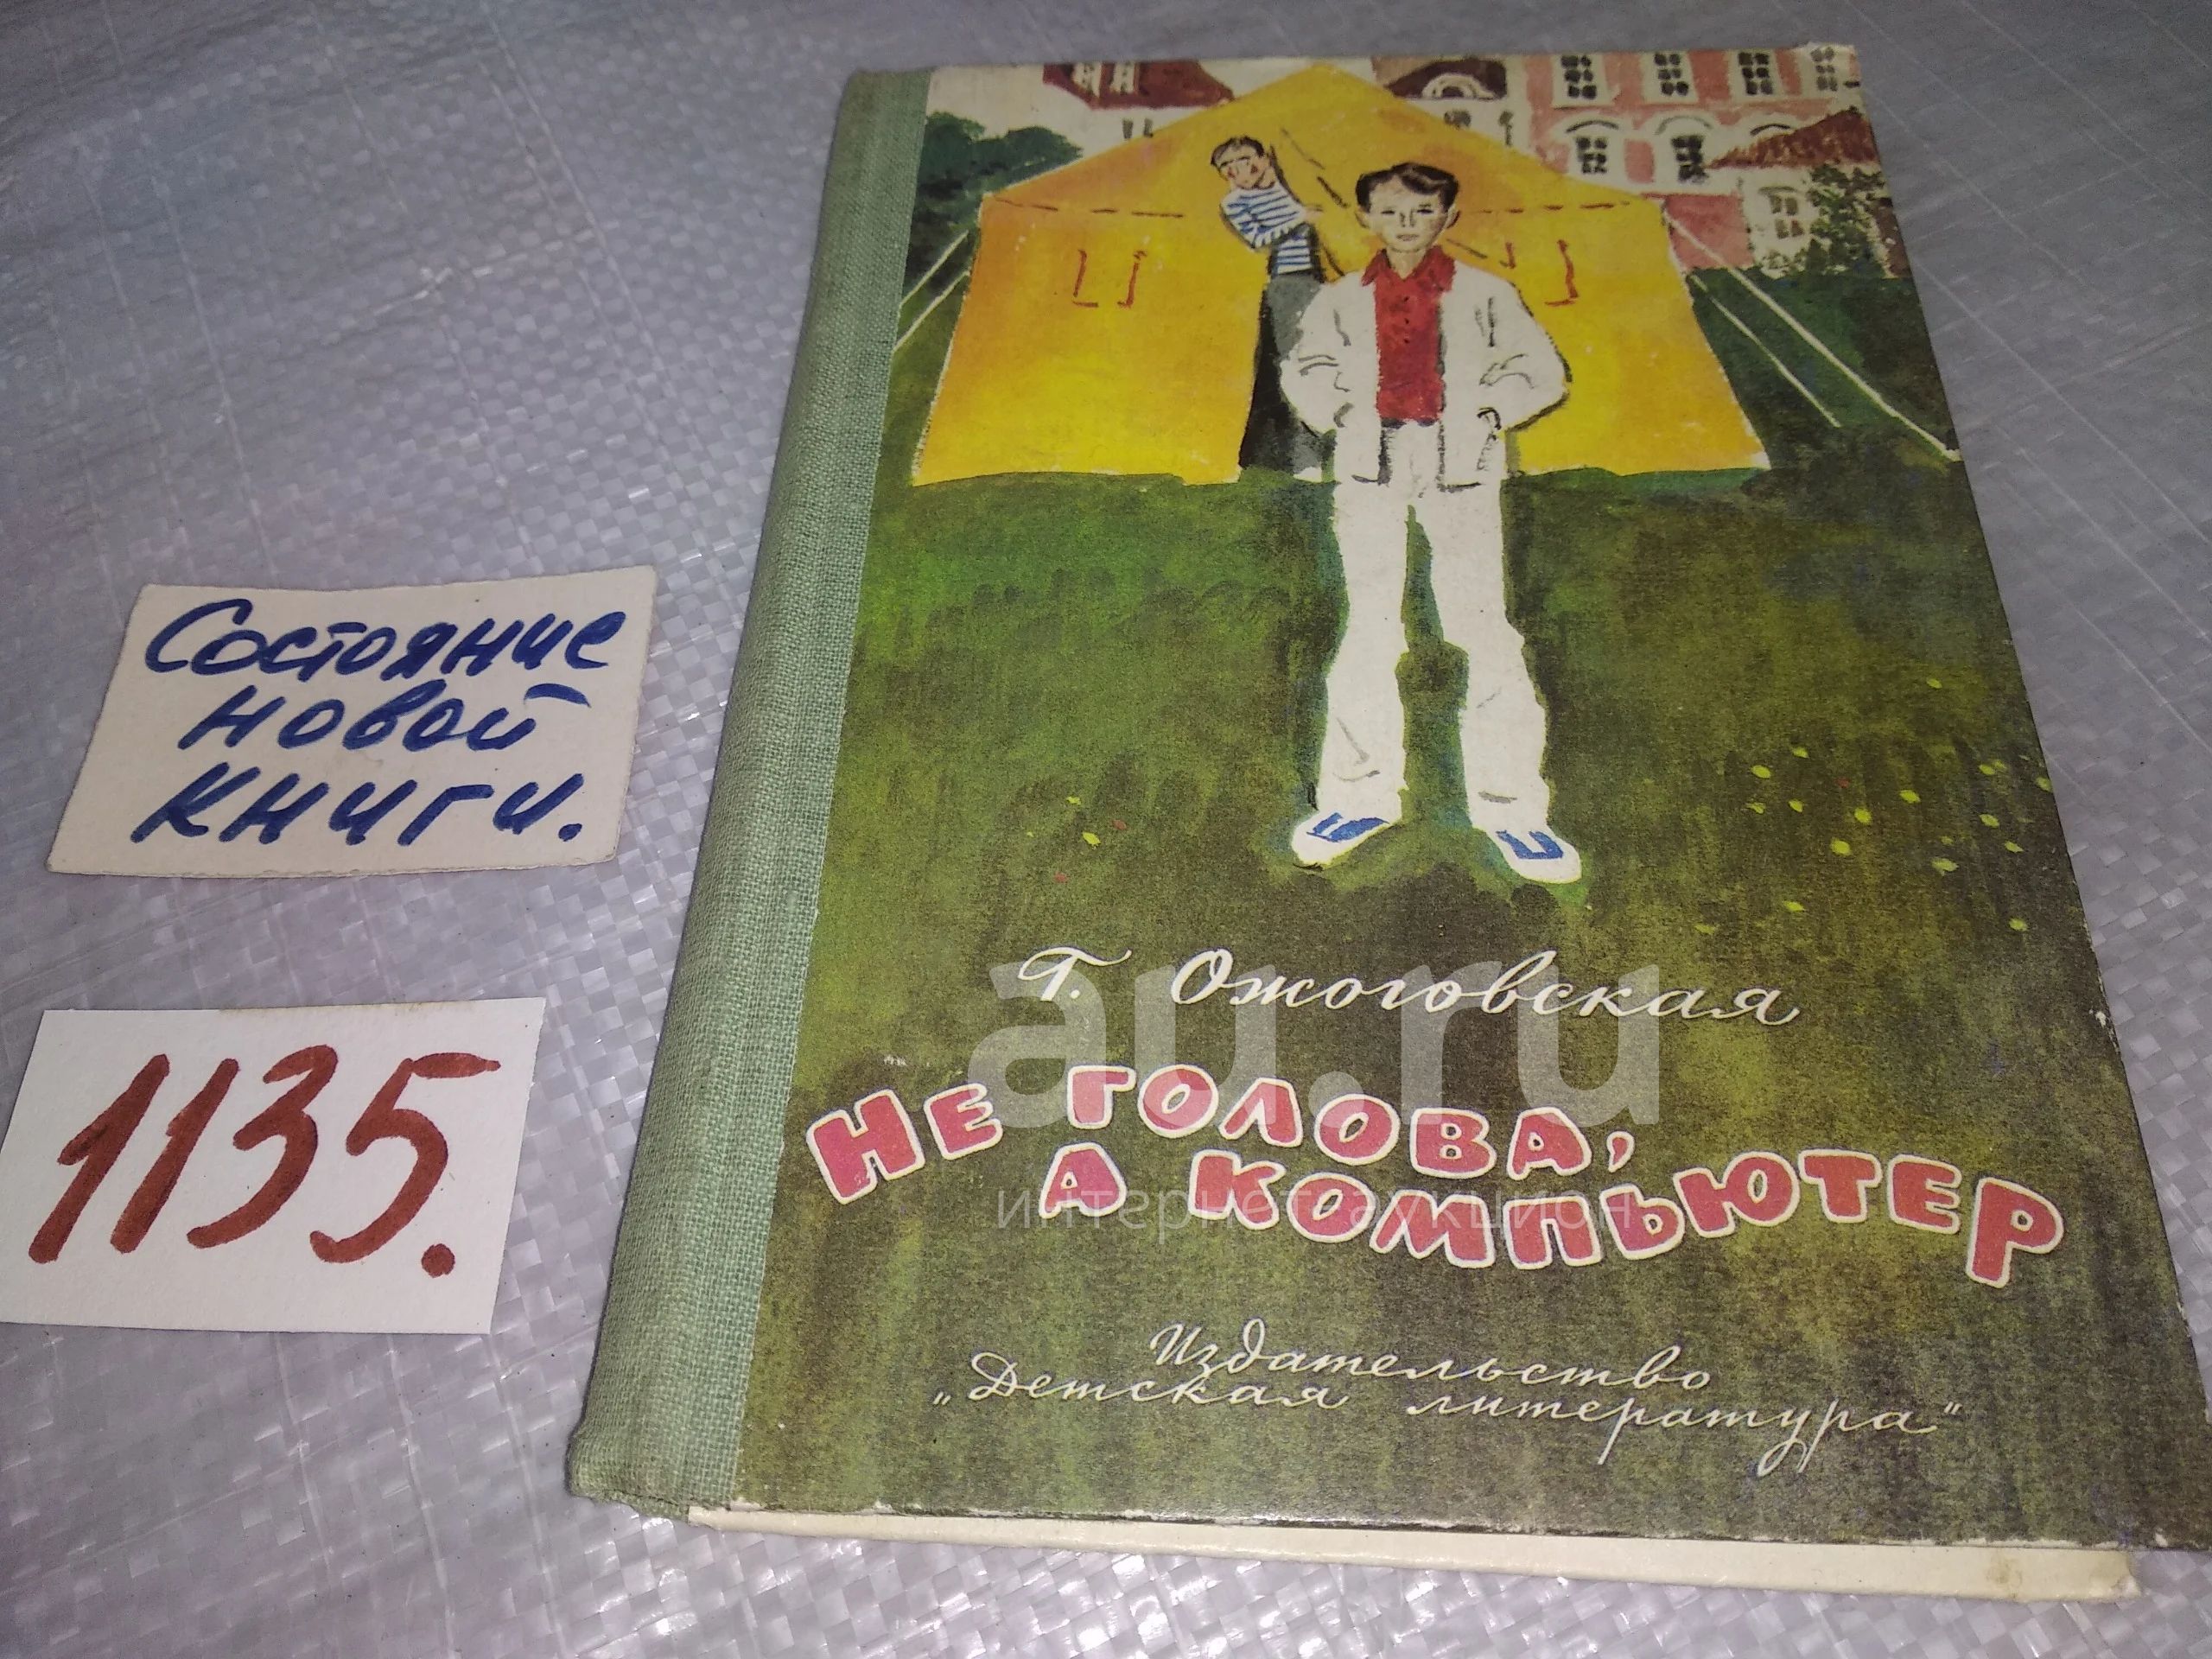 Состояние
новой
книги.
1135.
Г. Ожоговская
Не голова,
а компьютер
Издательство
„Детская литература"
au.ru
интернет аукцион